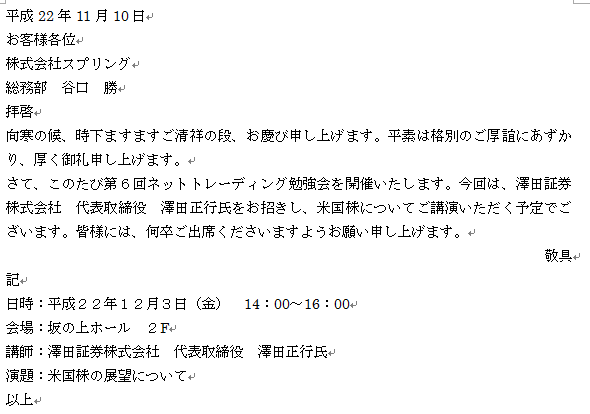 平成 22 年 11 月 10 日
お客様各位
株式会社スプリング
総務部　谷口　勝
拝啓
向寒の候、時下ますますご清祥の段、お慶び申し上げます。平素は格別のご厚誼にあずか
り、厚く御礼申し上げます。
さて、このたび第６回ネットトレーディング勉強会を開催いたします。今回は、澤田証券
株式会社　代表取締役　澤田正行氏をお招きし、米国株についてご講演いただく予定でご
ざいます。皆様には、何卒ご出席くださいますようお願い申し上げます。
敬具
記
日時：平成２２年１２月３日（金）　14：00～16：00
会場：坂の上ホール　２F
講師：澤田証券株式会社　代表取締役　澤田正行氏
演題：米国株の展望について
以上